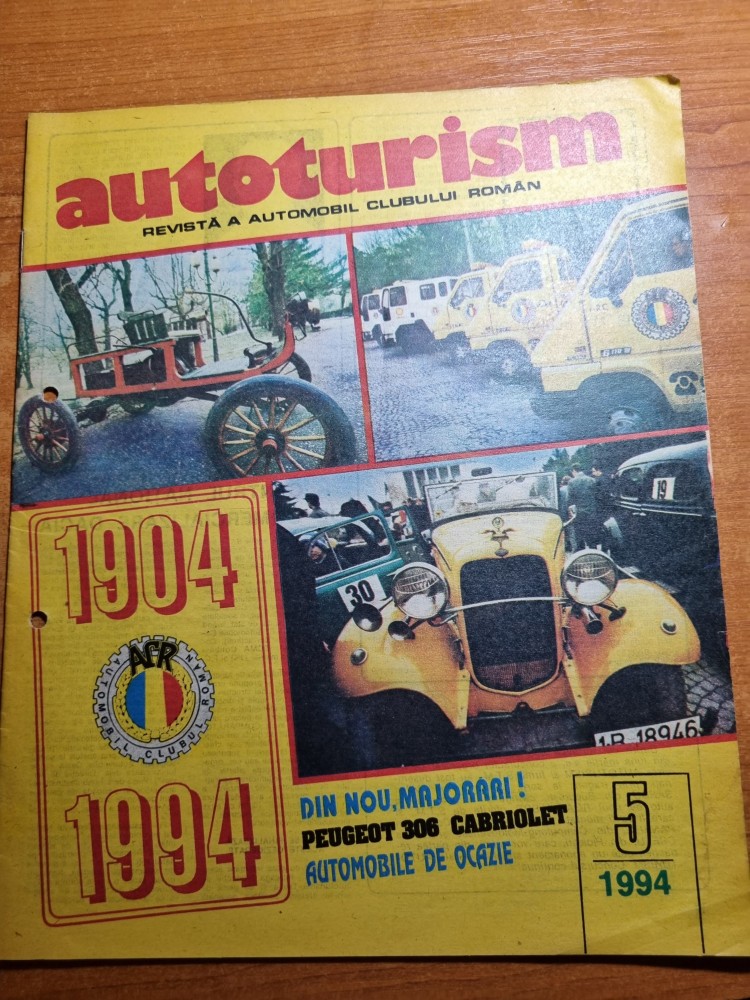 autoturism
REVISTĂ A AUTOMOBIL CLUBULUI ROMÂN
19
30
1-B 18946
1904
ACR
AUTOMOBIL CLUBUL ROMÂN
1994
DIN NOU, MAJORĂRI !
PEUGEOT 306 CABRIOLET
AUTOMOBILE DE OCAZIE
5
1994